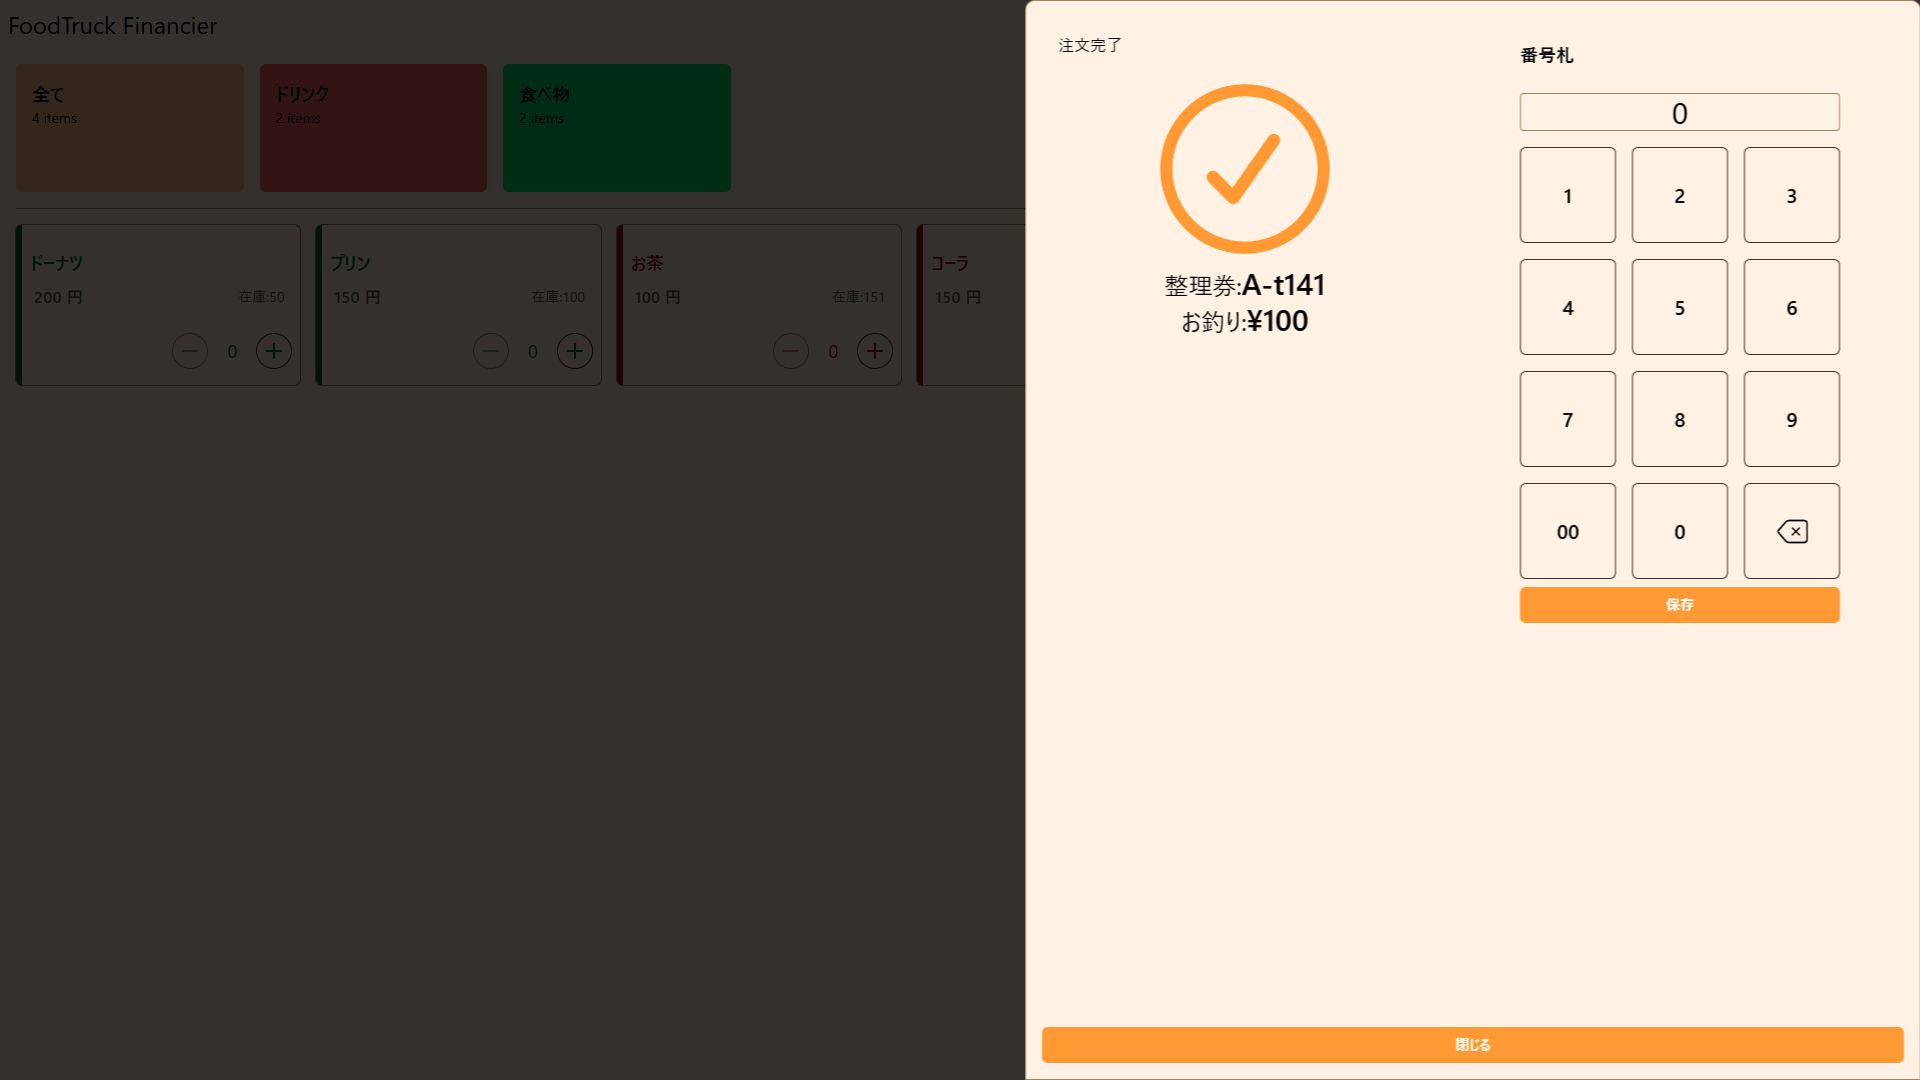 FoodTruck Financier
全て
4 items
ドリンク
2 items
食べ物
2 items
ドーナツ
200 円
在庫:50
0
プリン
150 円
在庫:100
0
お茶
100 円
在庫:151
0
コーラ
150 円
注文完了
整理券:A-t141
お釣り:¥100
番号札
0
1
2
3
4
5
6
7
8
9
00
0
保存
閉じる